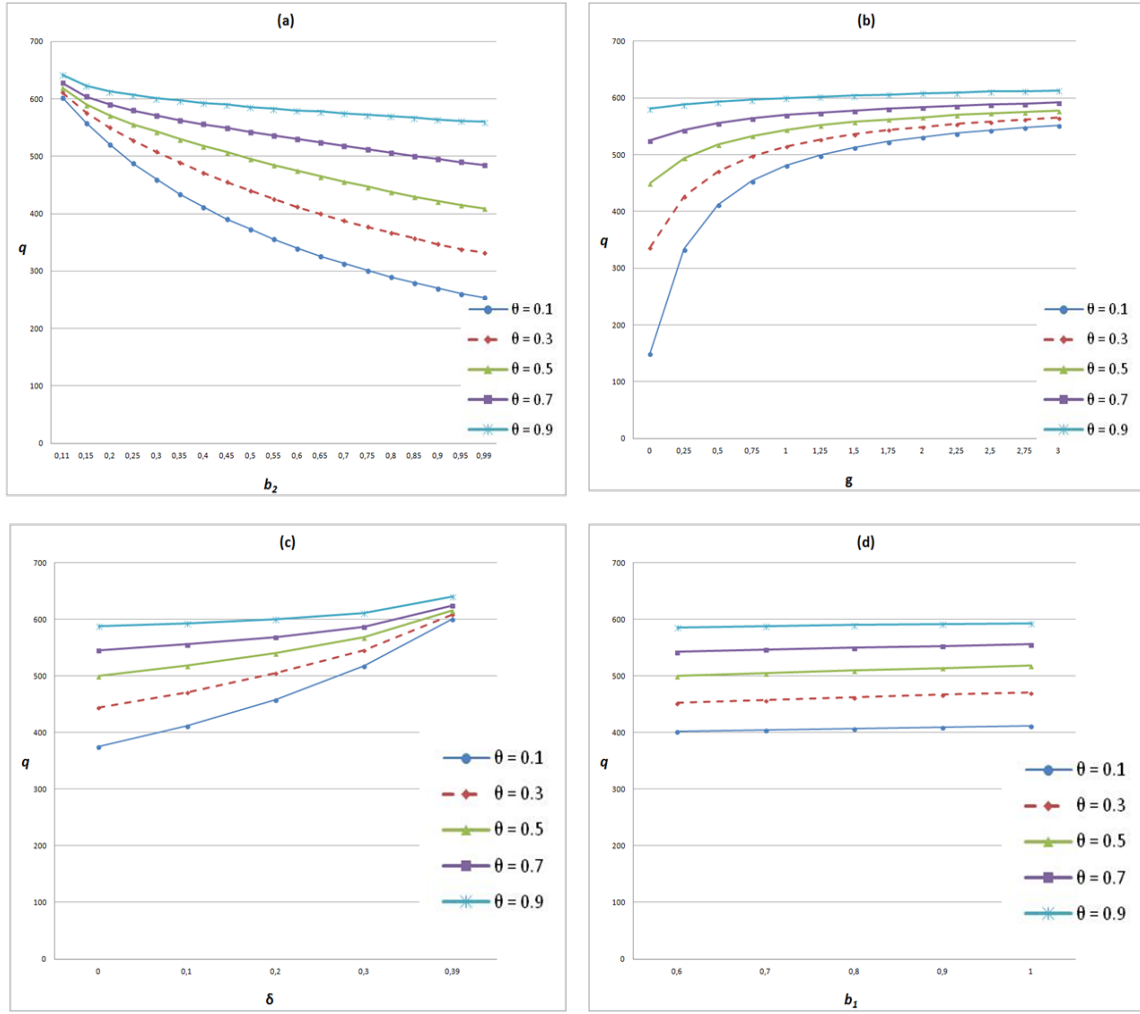 (a)
700
600
500
400
q
300
200
100
0
0,11 0,15 0,2 0,25 0,3 0,35 0,4 0,45 0,5 0,55 0,6 0,65 0,7 0,75 0,8 0,85 0,9 0,95 0,99
b2
θ = 0.1
θ = 0.3
θ = 0.5
θ = 0.7
θ = 0.9
(b)
700
600
500
400
q
300
200
100
0
0 0,25 0,5 0,75 1 1,25 1,5 1,75 2 2,25 2,5 2,75 3
g
θ = 0.1
θ = 0.3
θ = 0.5
θ = 0.7
θ = 0.9
(c)
700
600
500
400
q
300
200
100
0
0 0,1 0,2 0,3 0,39
δ
θ = 0.1
θ = 0.3
θ = 0.5
θ = 0.7
θ = 0.9
(d)
700
600
500
400
q
300
200
100
0
0,6 0,7 0,8 0,9 1
b1
θ = 0.1
θ = 0.3
θ = 0.5
θ = 0.7
θ = 0.9